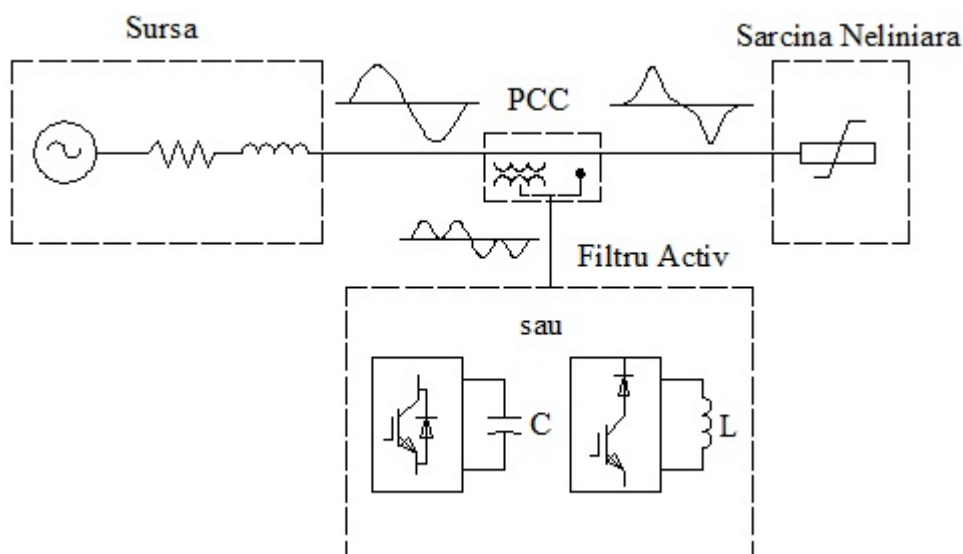 Sursa
Sarcina Neliniara
PCC
Filtru Activ
sau
C
L